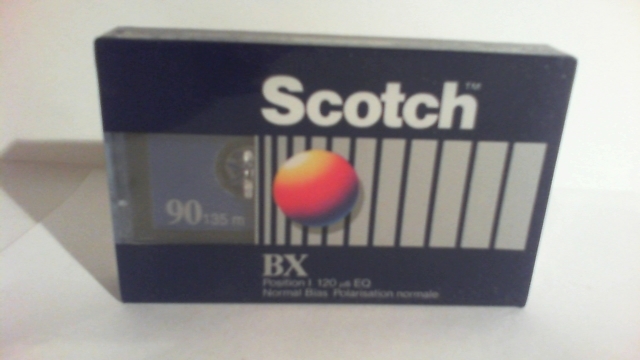 Scotch™
90 135 m
BX
Position I 120 µs EQ
Normal Bias Polarisation normale